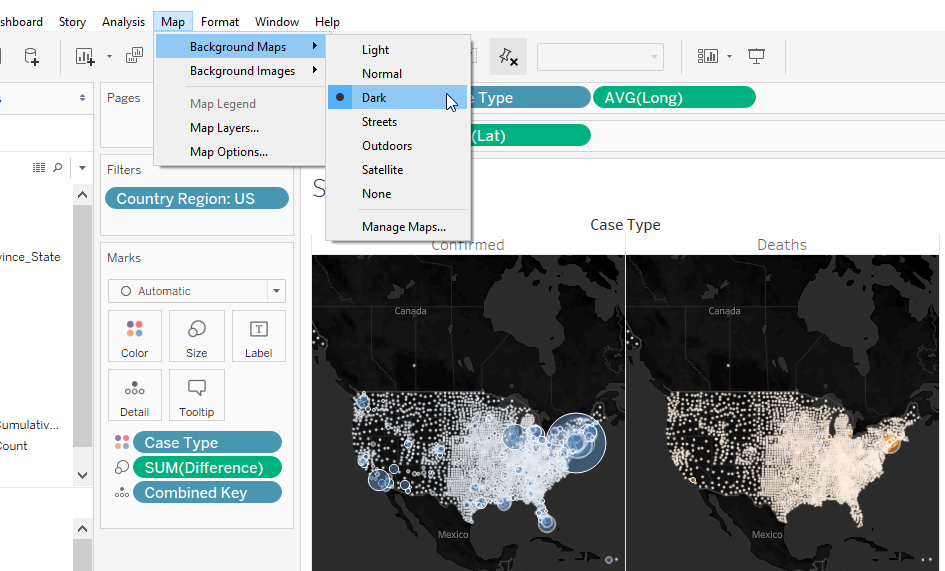 shboard Story Analysis Map Format Window Help
Background Maps
Background Images
Map Legend
Map Layers...
Map Options...
Light
Normal
Dark
Streets
Outdoors
Satellite
None
Manage Maps...
s
Pages
e Type AVG(Long)
(Lat)
Filters
Country Region: US
ince_State
Marks
Automatic
Color Size Label
T
Detail Tooltip
Case Type
SUM(Difference)
Combined Key
Cumulativ...
Count
S
Case Type
Confirmed Deaths
Canada Canada
Mexico Mexico